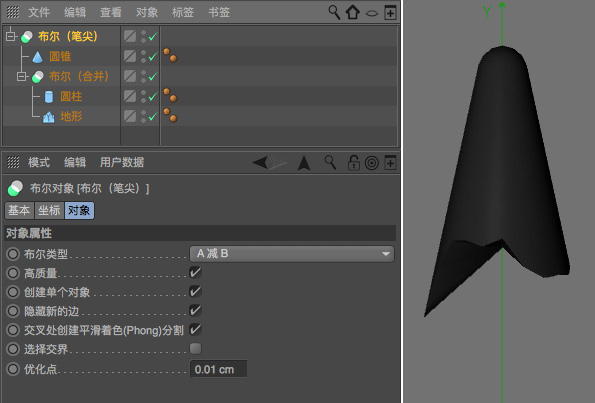 文件 编辑 查看 对象 标签 书签
布尔（笔尖）
圆锥
布尔（合并）
圆柱
地形
模式 编辑 用户数据
布尔对象 [布尔（笔尖）]
基本 坐标 对象
对象属性
布尔类型 A 减 B
高质量
创建单个对象
隐藏新的边
交叉处创建平滑着色(Phong)分割
选择交界
优化点 0.01 cm
Y